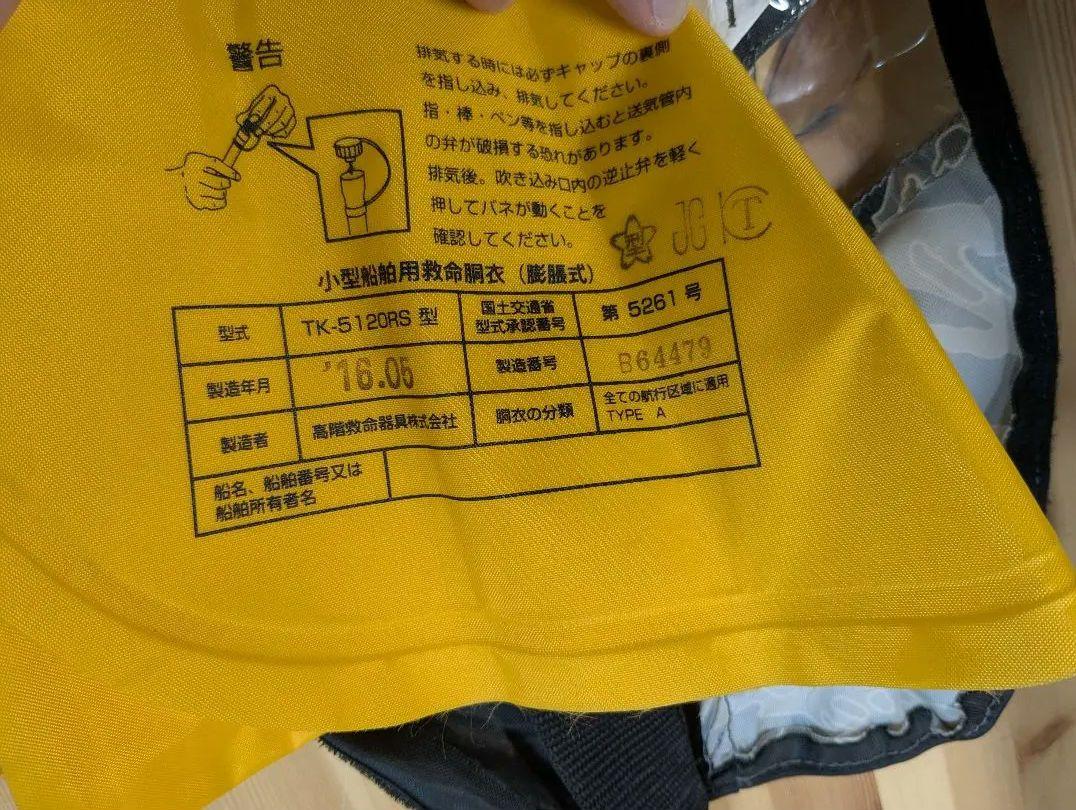 警告
排気する時には必ずキャップの裏側
を指し込み、排気してください。
指・棒・ペン等を指し込むと送気管内
の弁が破損する恐れがあります。
排気後。吹き込み口内の逆止弁を軽く
押してバネが動くことを
確認してください。
型 JG T
小型船舶用救命胴衣(膨脹式)
型式 TK-5120RS 型 国土交通省 型式承認番号 第 5261 号
製造年月 '16.05 製造番号 B64479
製造者 高階救命器具株式会社 胴衣の分類 全ての航行区域に適用 TYPE A
船名、船舶番号又は
船舶所有者名